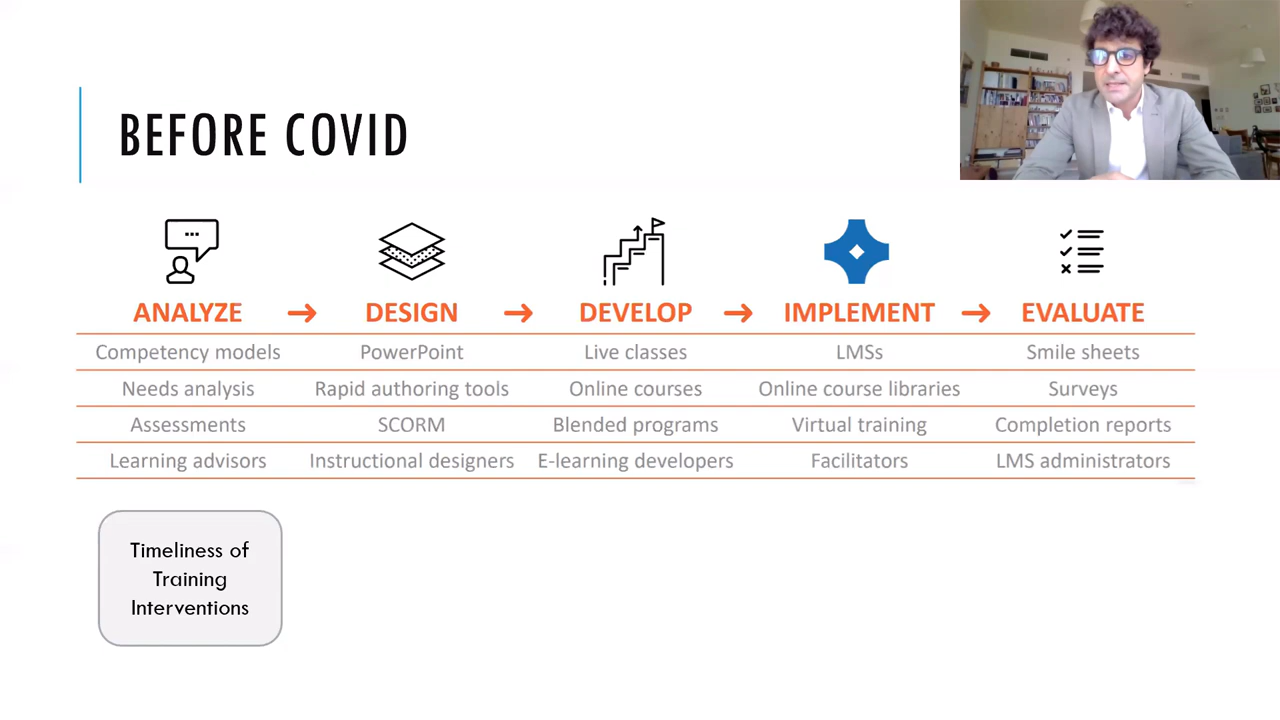 BEFORE COVID
ANALYZE → DESIGN → DEVELOP → IMPLEMENT → EVALUATE
Competency models PowerPoint Live classes LMSs Smile sheets
Needs analysis Rapid authoring tools Online courses Online course libraries Surveys
Assessments SCORM Blended programs Virtual training Completion reports
Learning advisors Instructional designers E-learning developers Facilitators LMS administrators
Timeliness of
Training
Interventions